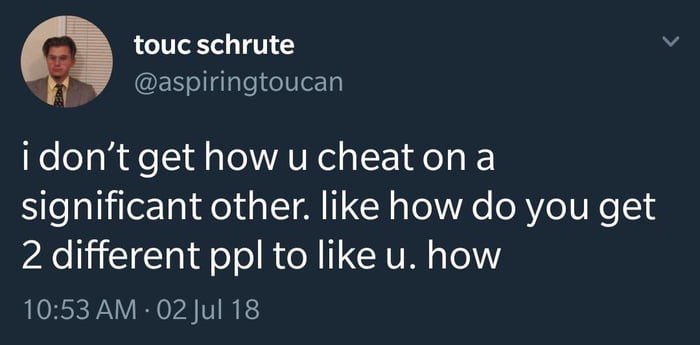 touc schrute
@aspiringtoucan
i don’t get how u cheat on a
significant other. like how do you get
2 different ppl to like u. how
10:53 AM · 02 Jul 18